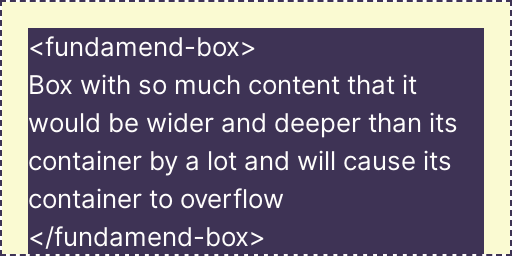 <fundamend-box>
Box with so much content that it
would be wider and deeper than its
container by a lot and will cause its
container to overflow
</fundamend-box>